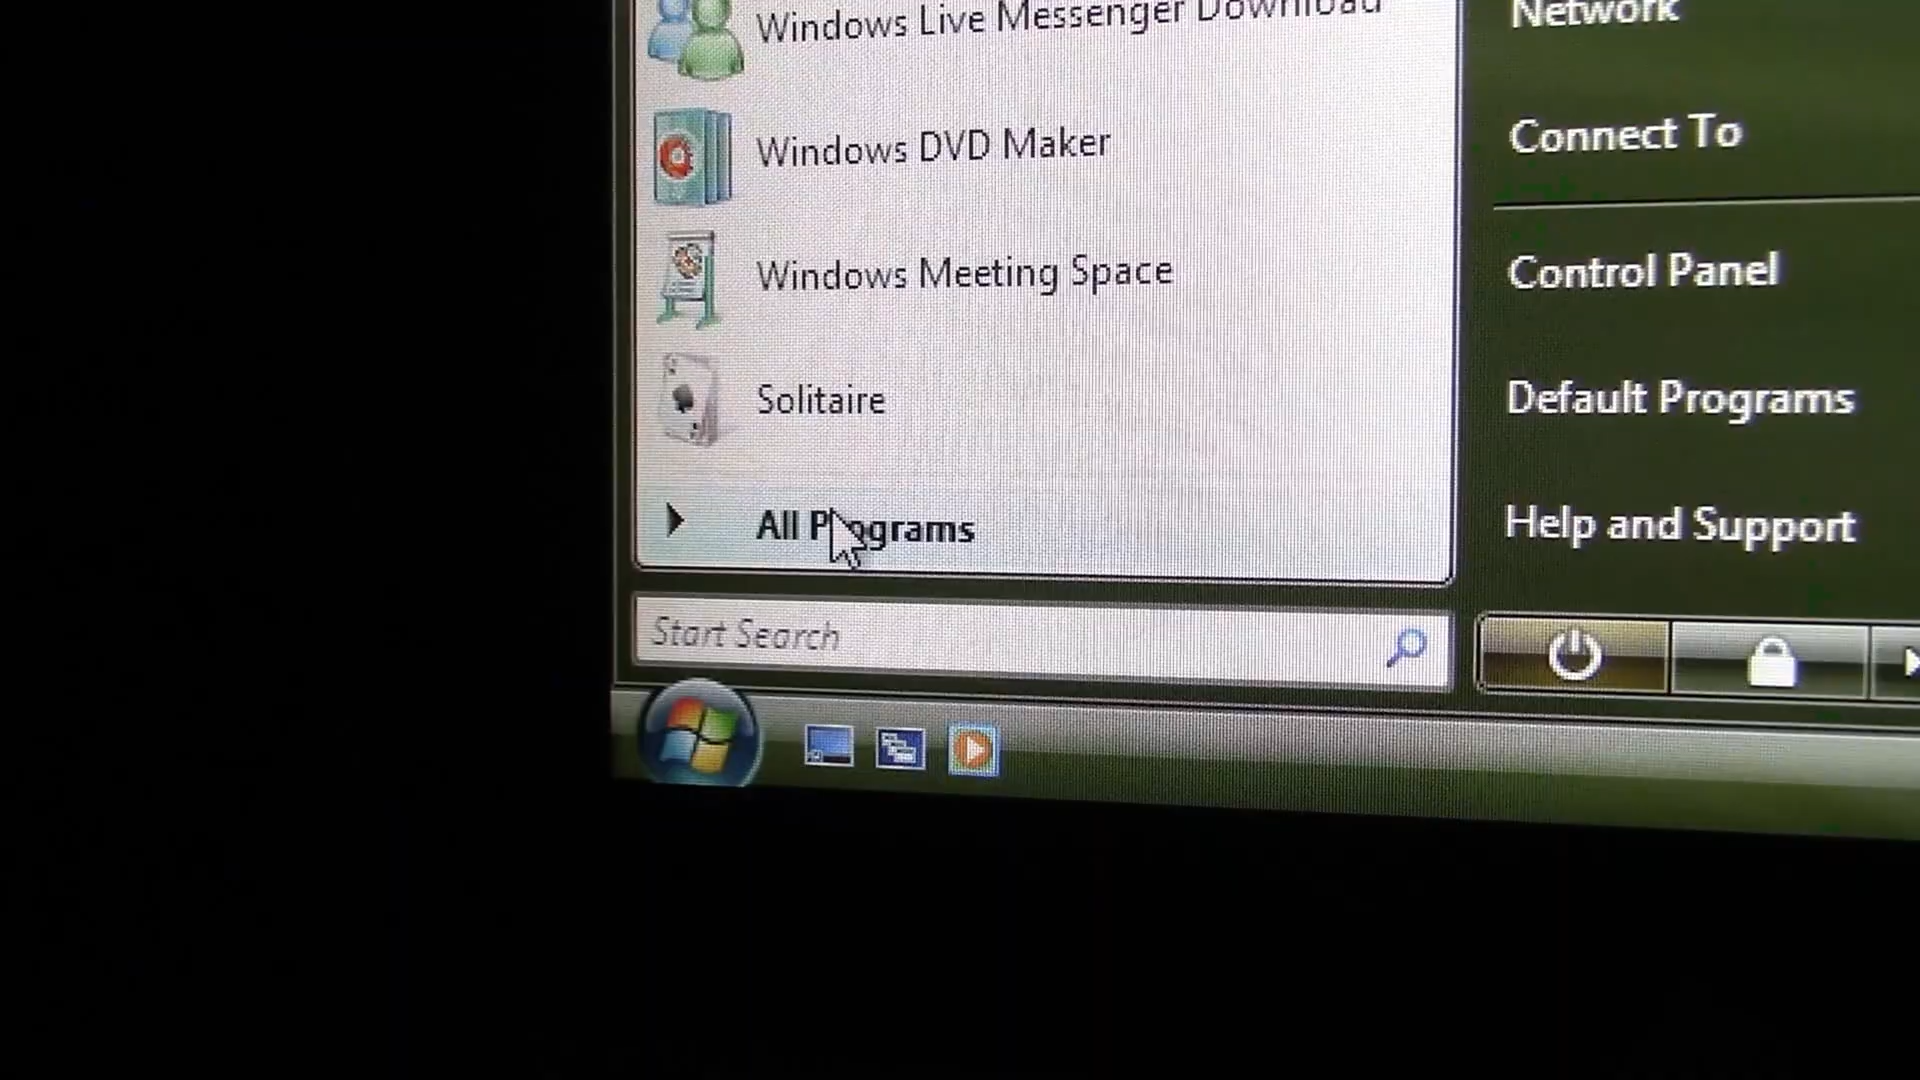 Windows Live Messenger Download
Windows DVD Maker
Windows Meeting Space
Solitaire
All Programs
Start Search
Network
Connect To
Control Panel
Default Programs
Help and Support